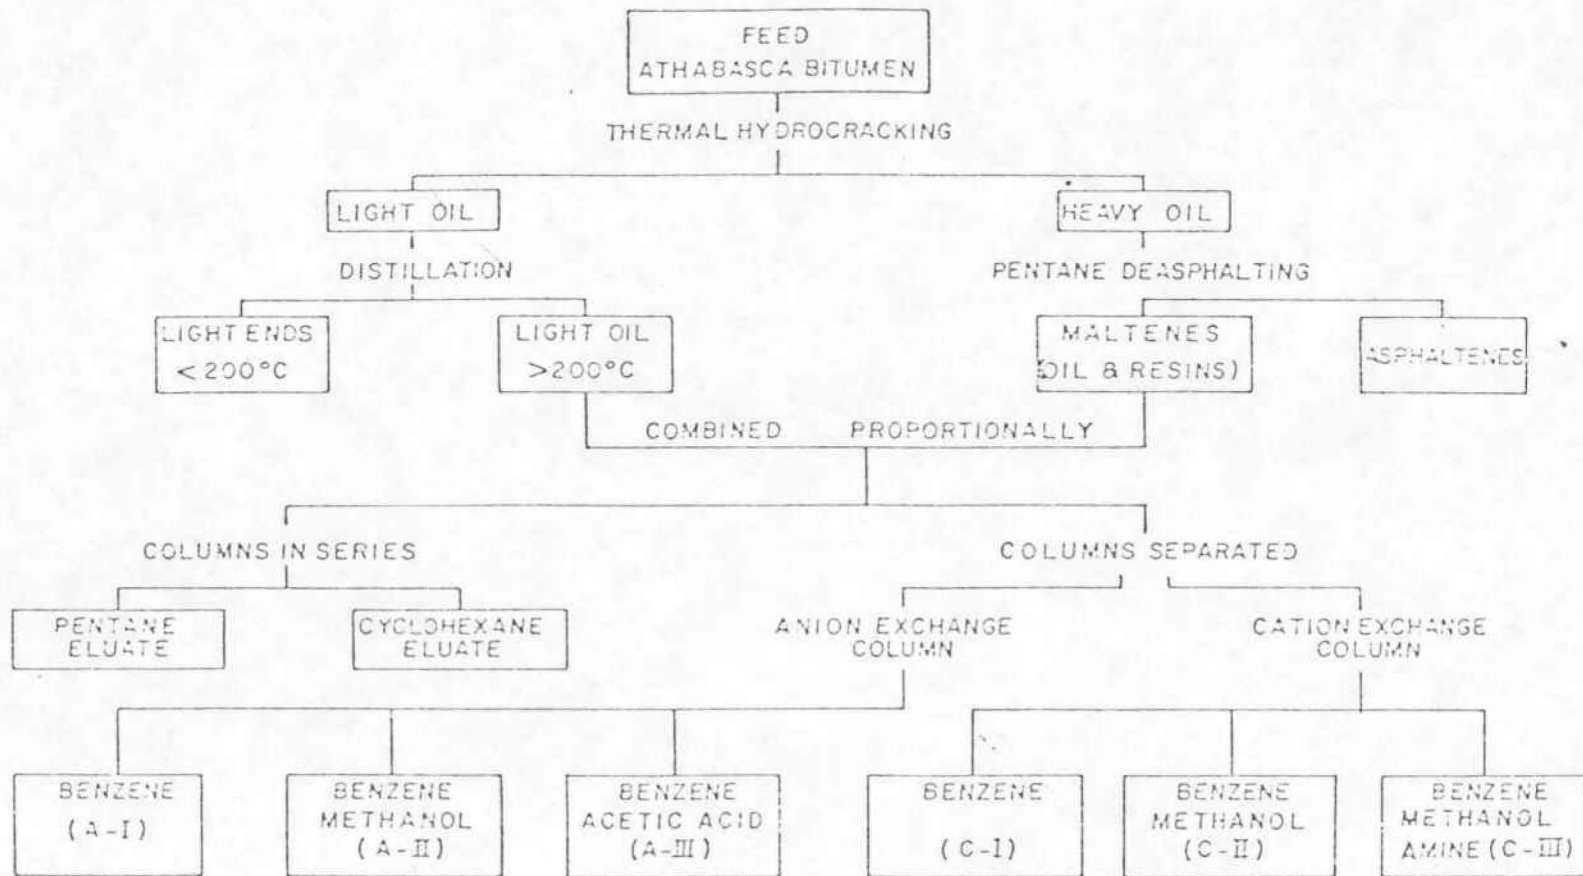 FEED
ATHABASCA BITUMEN
THERMAL HYDROCRACKING
LIGHT OIL
HEAVY OIL
DISTILLATION
PENTANE DEASPHALTING
LIGHT ENDS
<200°C
LIGHT OIL
>200°C
MALTENES
(OIL & RESINS)
ASPHALTENES
COMBINED PROPORTIONALLY
COLUMNS IN SERIES
COLUMNS SEPARATED
PENTANE
ELUATE
CYCLOHEXANE
ELUATE
ANION EXCHANGE
COLUMN
CATION EXCHANGE
COLUMN
BENZENE
(A-I)
BENZENE
METHANOL
(A-II)
BENZENE
ACETIC ACID
(A-III)
BENZENE
(C-I)
BENZENE
METHANOL
(C-II)
BENZENE
METHANOL
AMINE (C-III)